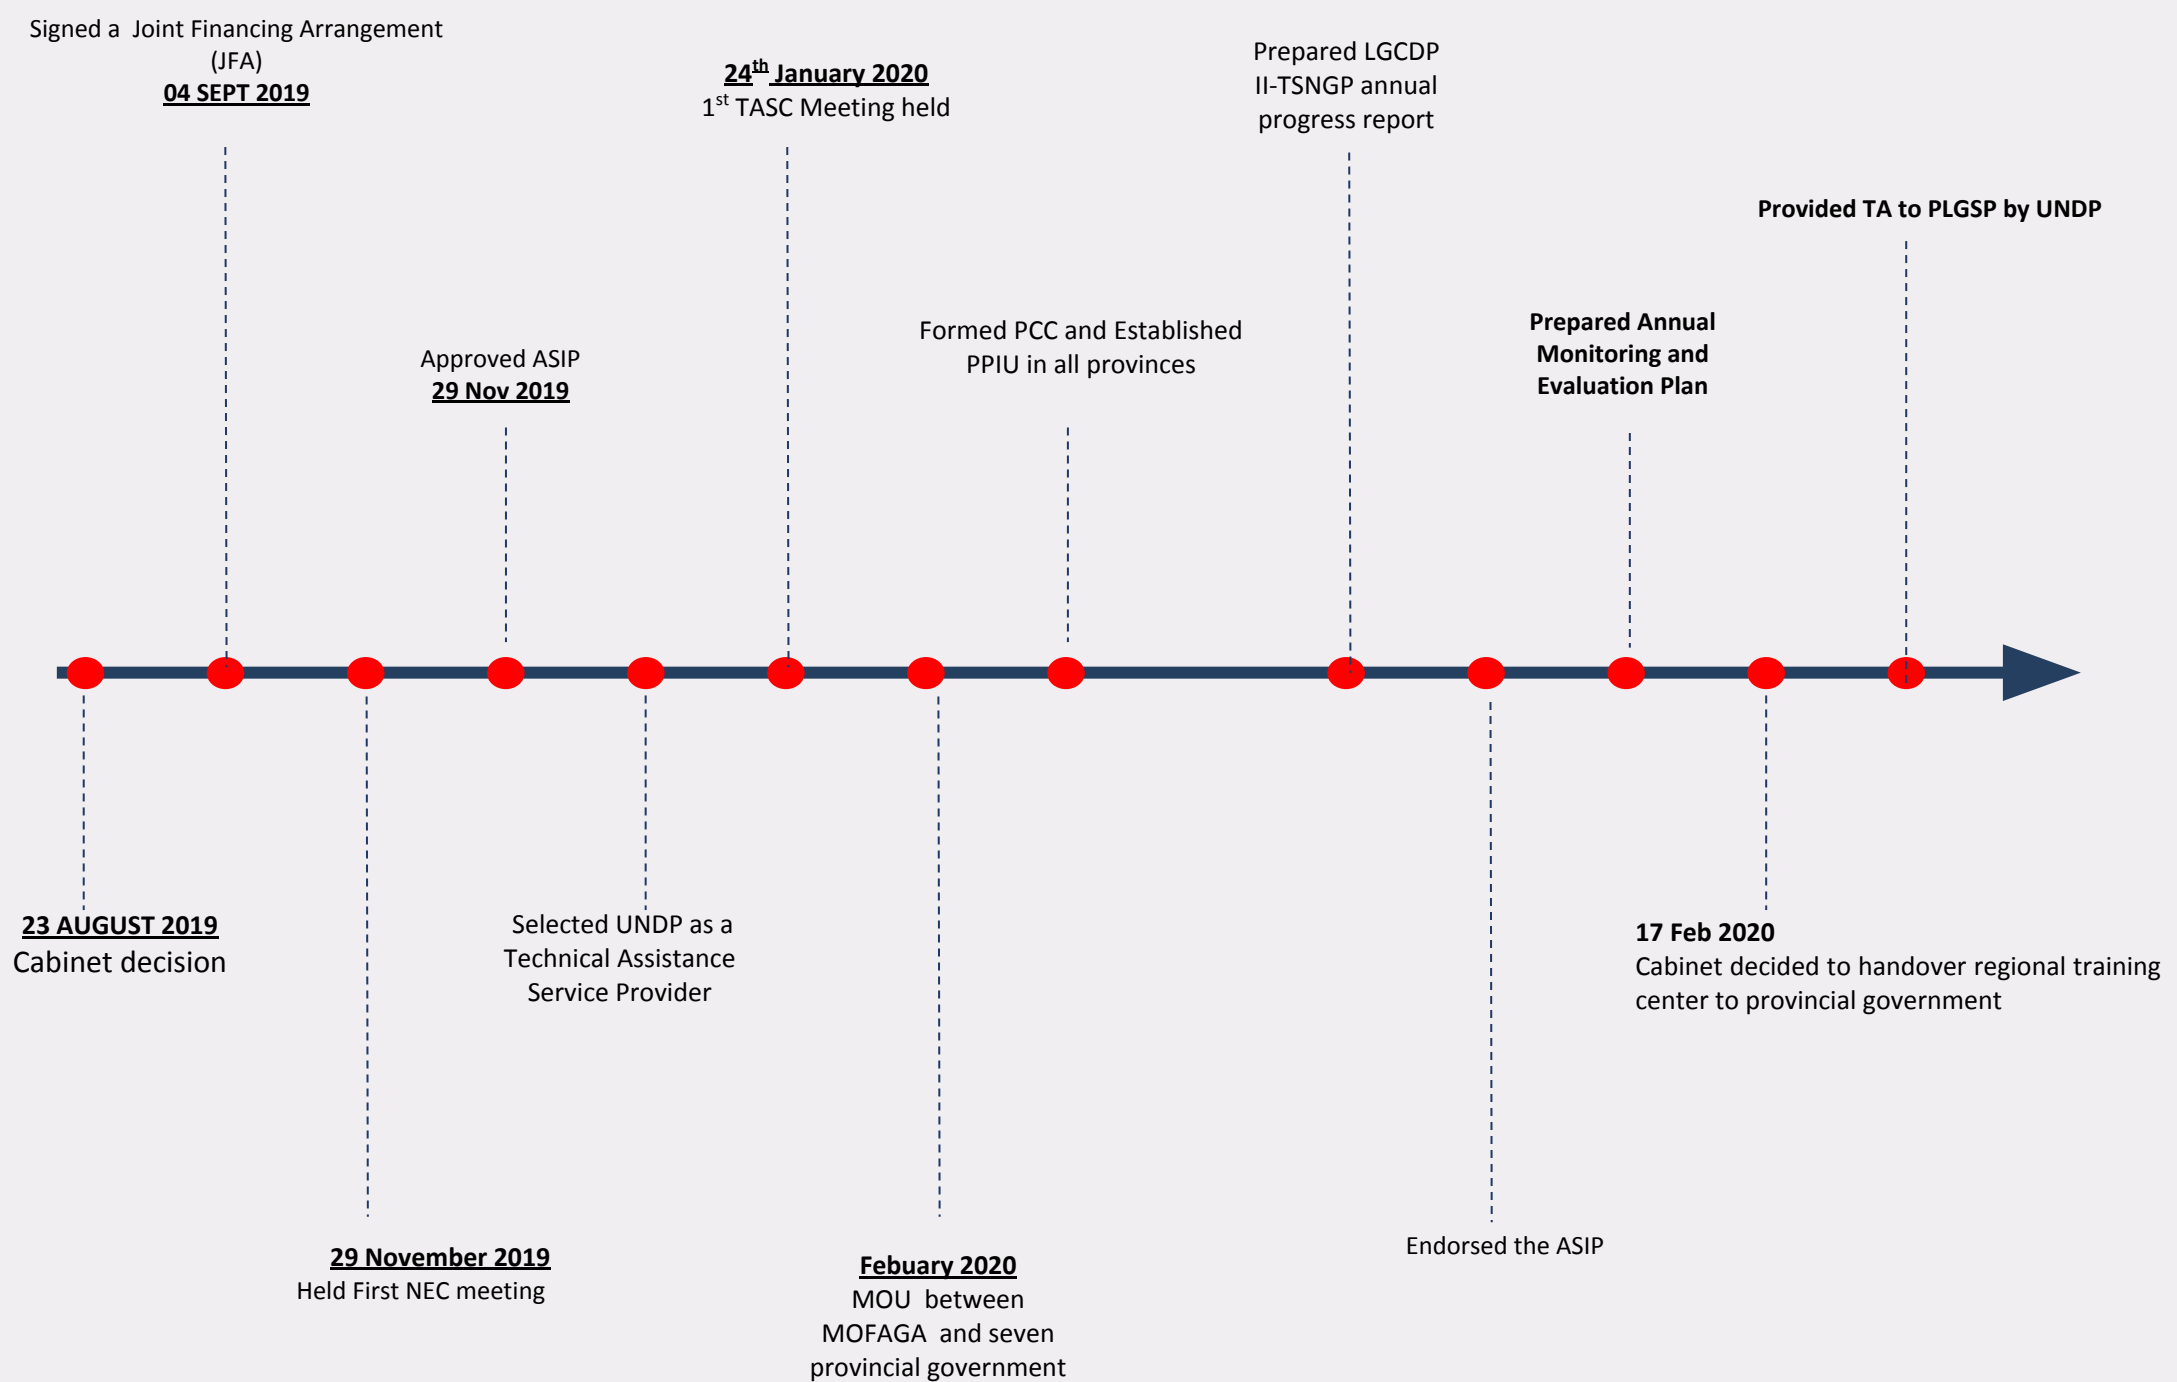 Signed a Joint Financing Arrangement
(JFA)
04 SEPT 2019
24th January 2020
1st TASC Meeting held
Prepared LGCDP
II-TSNGP annual
progress report
Provided TA to PLGSP by UNDP
Approved ASIP
29 Nov 2019
Formed PCC and Established
PPIU in all provinces
Prepared Annual
Monitoring and
Evaluation Plan
23 AUGUST 2019
Cabinet decision
Selected UNDP as a
Technical Assistance
Service Provider
17 Feb 2020
Cabinet decided to handover regional training
center to provincial government
29 November 2019
Held First NEC meeting
Febuary 2020
MOU between
MOFAGA and seven
provincial government
Endorsed the ASIP